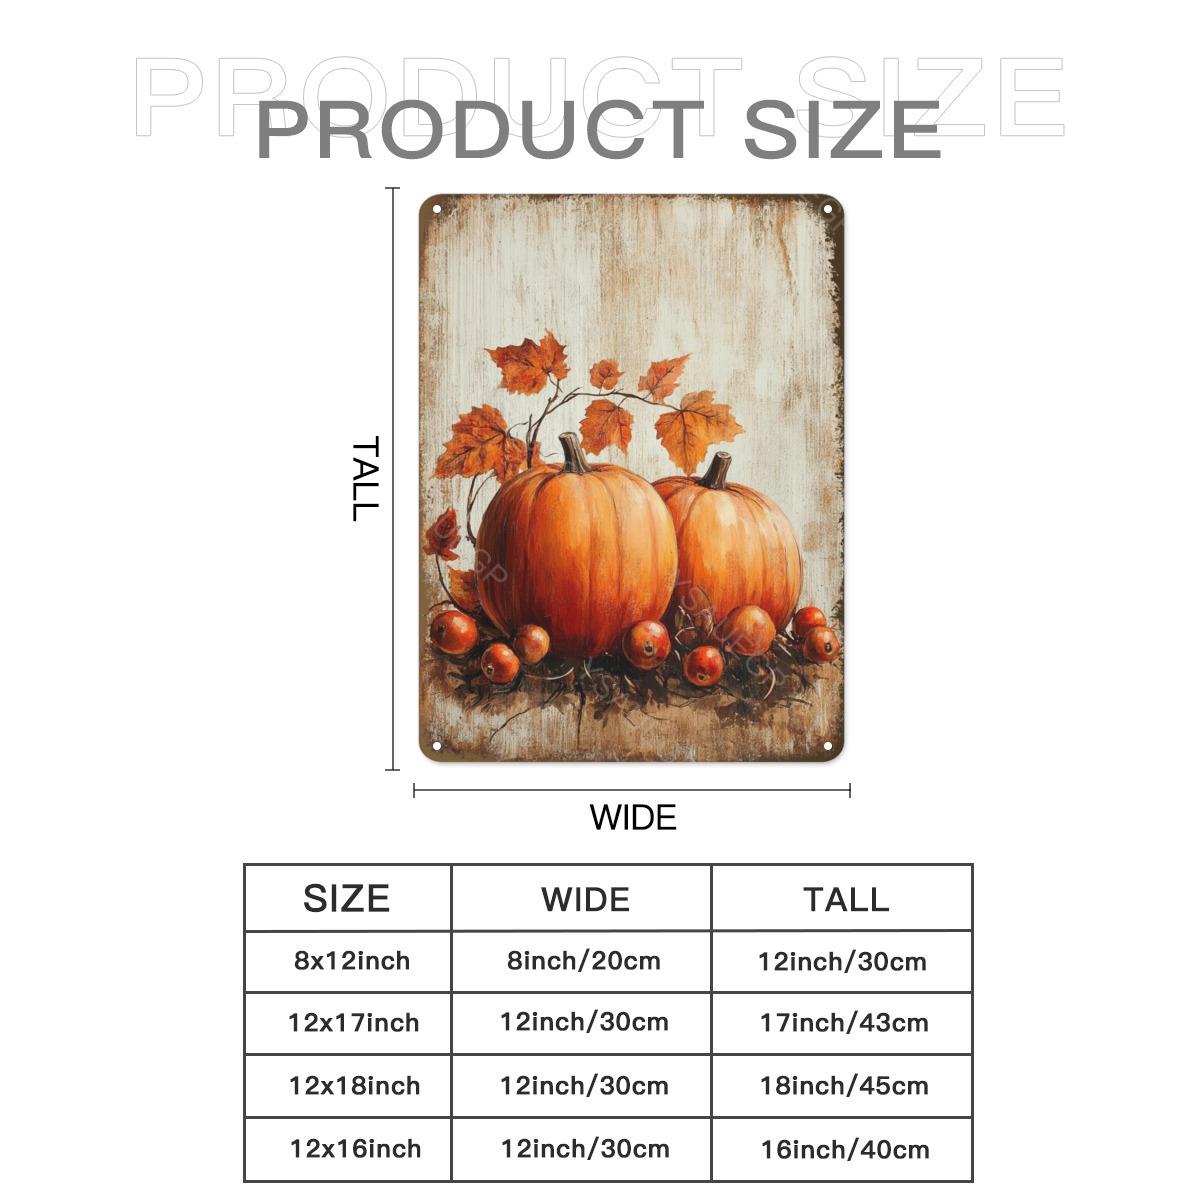 PRODUCT SIZE
PRODUCT SIZE
TALL
WIDE
SIZE WIDE TALL
8x12inch 8inch/20cm 12inch/30cm
12x17inch 12inch/30cm 17inch/43cm
12x18inch 12inch/30cm 18inch/45cm
12x16inch 12inch/30cm 16inch/40cm